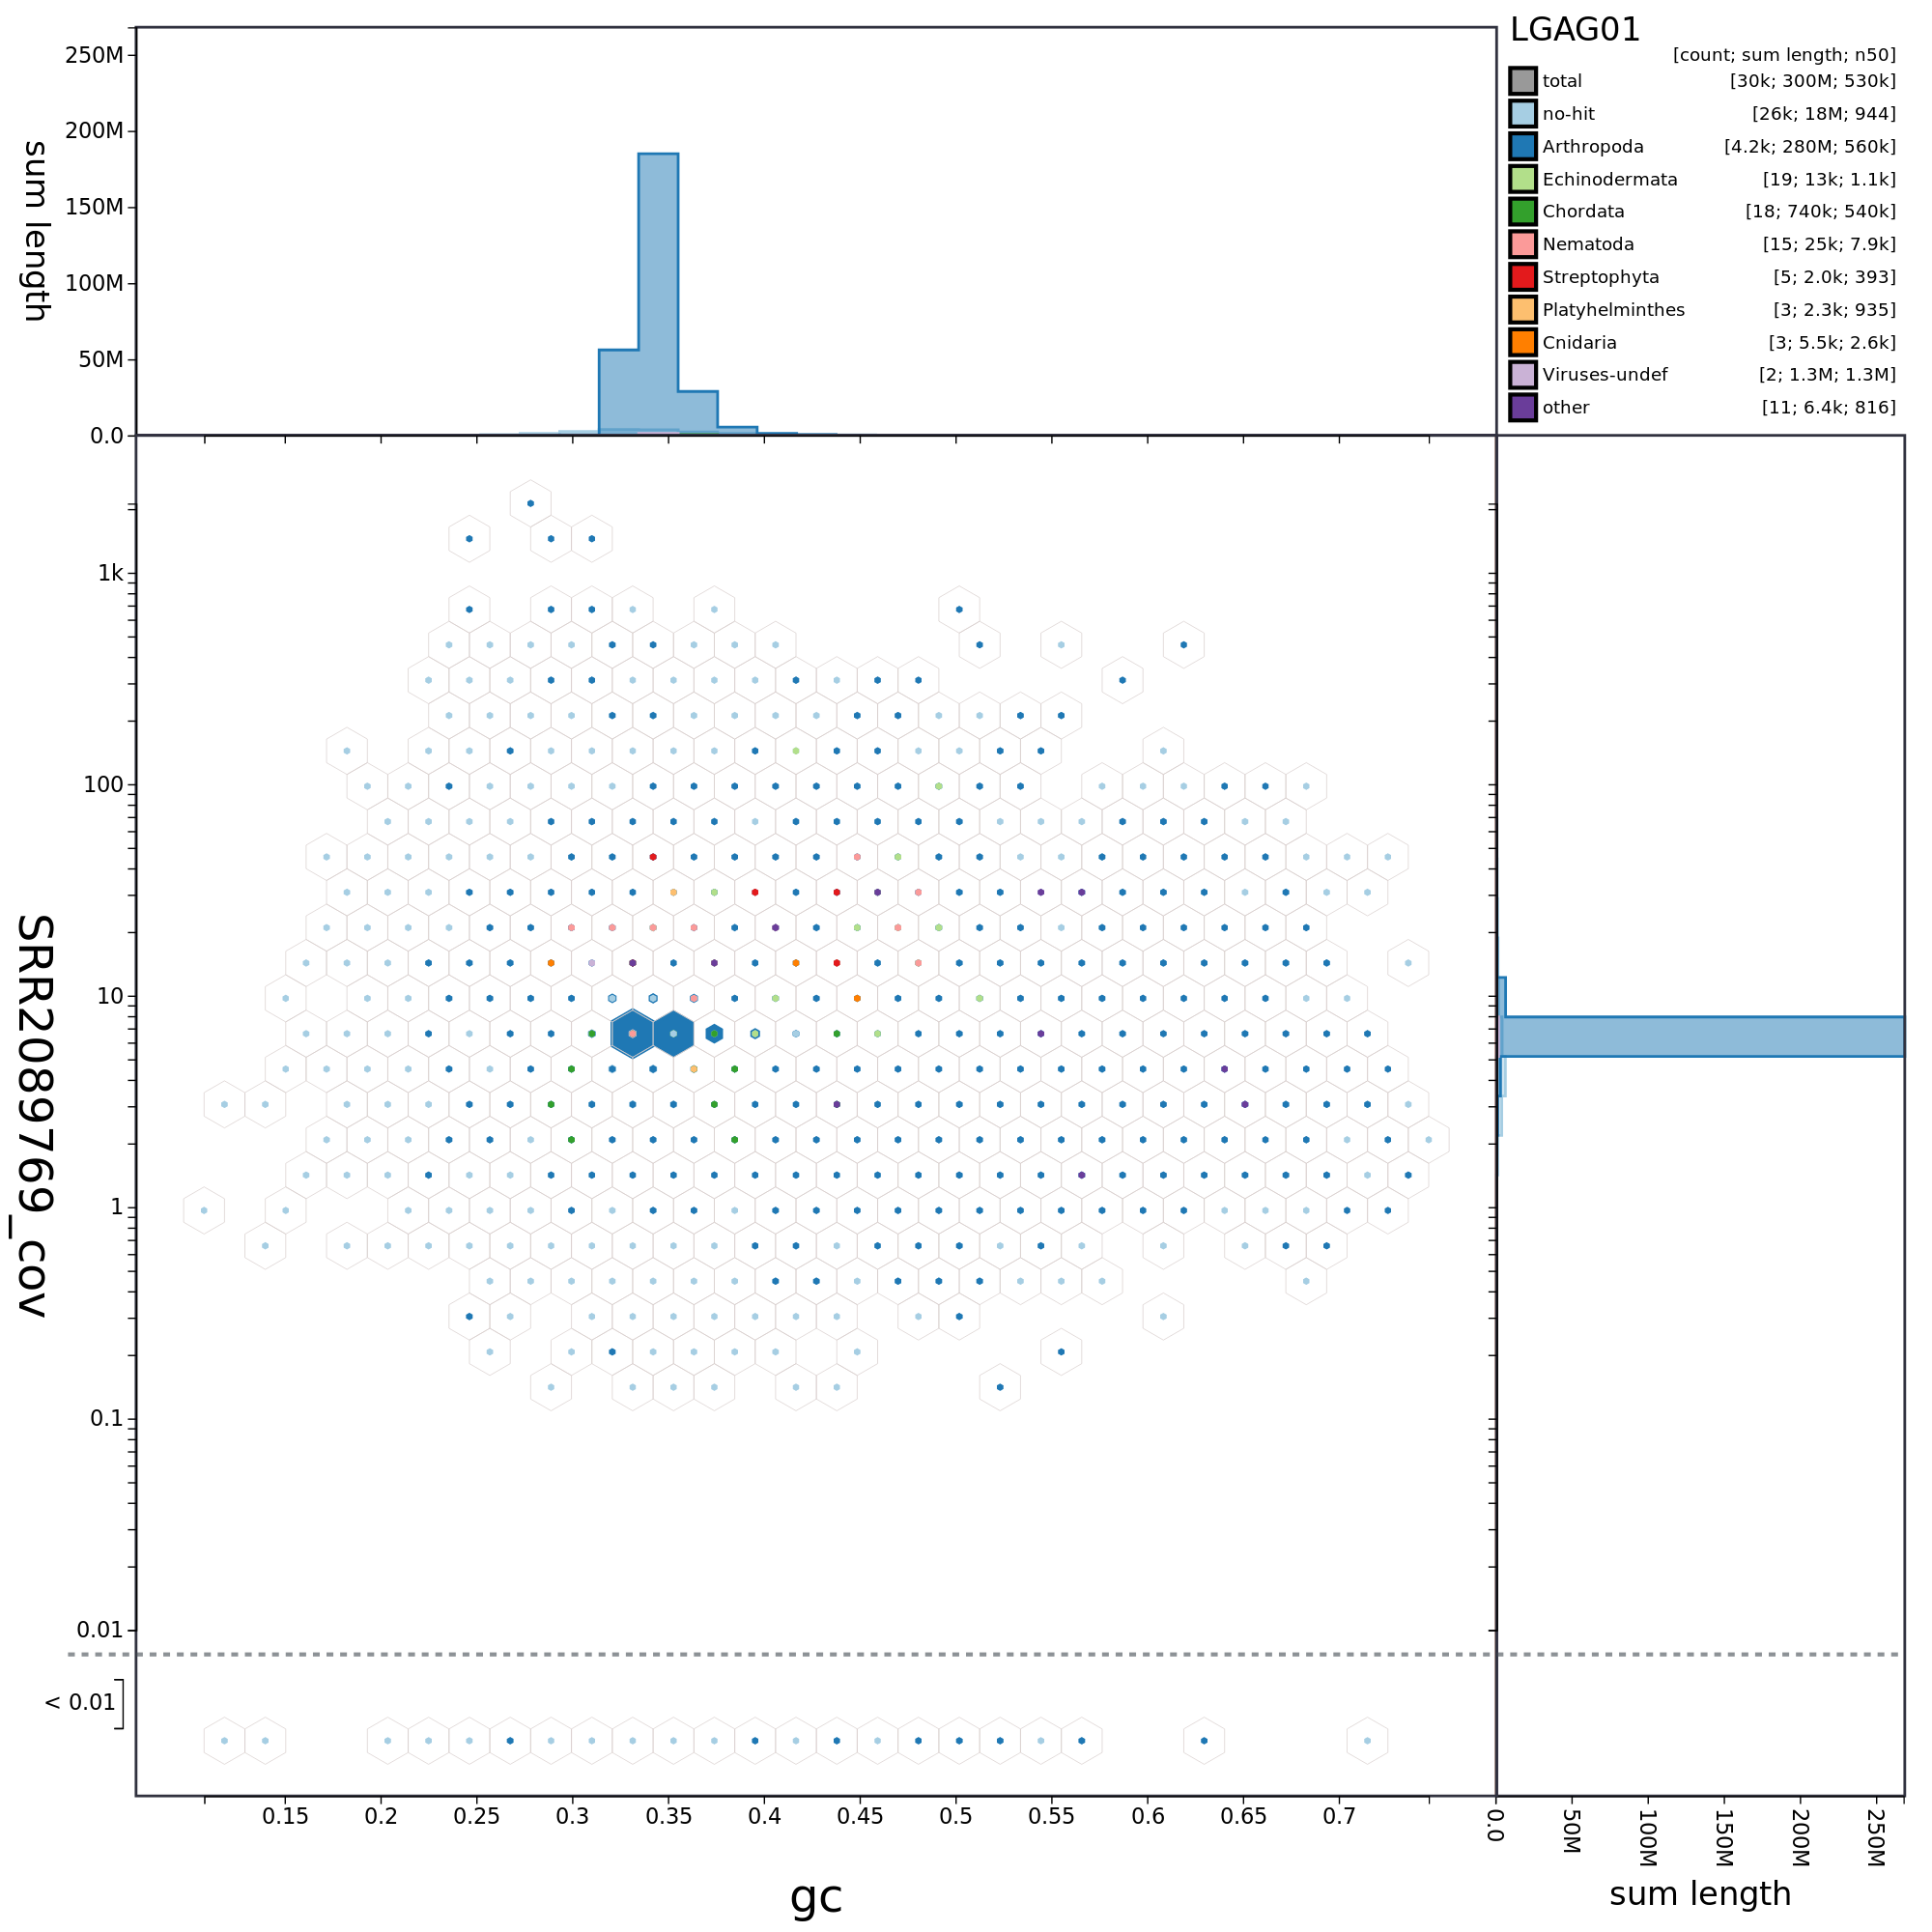 LGAG01
[count; sum length; n50]
total [30k; 300M; 530k]
no-hit [26k; 18M; 944]
Arthropoda [4.2k; 280M; 560k]
Echinodermata [19; 13k; 1.1k]
Chordata [18; 740k; 540k]
Nematoda [15; 25k; 7.9k]
Streptophyta [5; 2.0k; 393]
Platyhelminthes [3; 2.3k; 935]
Cnidaria [3; 5.5k; 2.6k]
Viruses-undef [2; 1.3M; 1.3M]
other [11; 6.4k; 816]
sum length
250M
200M
150M
100M
50M
0.0
SRR2089769_cov
1k
100
10
1
0.1
0.01
< 0.01
0.15 0.2 0.25 0.3 0.35 0.4 0.45 0.5 0.55 0.6 0.65 0.7
gc
0.0 50M 100M 150M 200M 250M
sum length